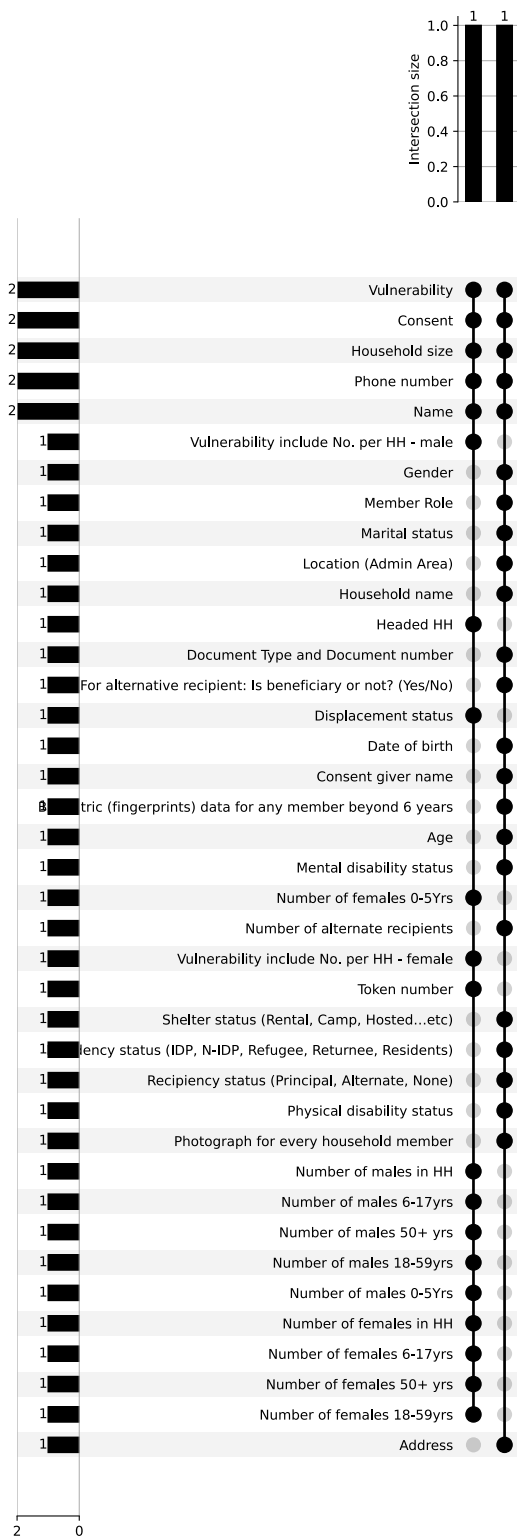 1 1
1.0
0.8
0.6
0.4
0.2
0.0
Intersection size
2 Vulnerability
2 Consent
2 Household size
2 Phone number
2 Name
1 Vulnerability include No. per HH - male
1 Gender
1 Member Role
1 Marital status
1 Location (Admin Area)
1 Household name
1 Headed HH
1 Document Type and Document number
1 For alternative recipient: Is beneficiary or not? (Yes/No)
1 Displacement status
1 Date of birth
1 Consent giver name
(fingerprints) data for any member beyond 6 years
1 Age
1 Mental disability status
1 Number of females 0-5Yrs
1 Number of alternate recipients
1 Vulnerability include No. per HH - female
1 Token number
1 Shelter status (Rental, Camp, Hosted...etc)
1 status (IDP, N-IDP, Refugee, Returnee, Residents)
1 Recipiency status (Principal, Alternate, None)
1 Physical disability status
1 Photograph for every household member
1 Number of males in HH
1 Number of males 6-17yrs
1 Number of males 50+ yrs
1 Number of males 18-59yrs
1 Number of males 0-5Yrs
1 Number of females in HH
1 Number of females 6-17yrs
1 Number of females 50+ yrs
1 Number of females 18-59yrs
1 Address
2 0